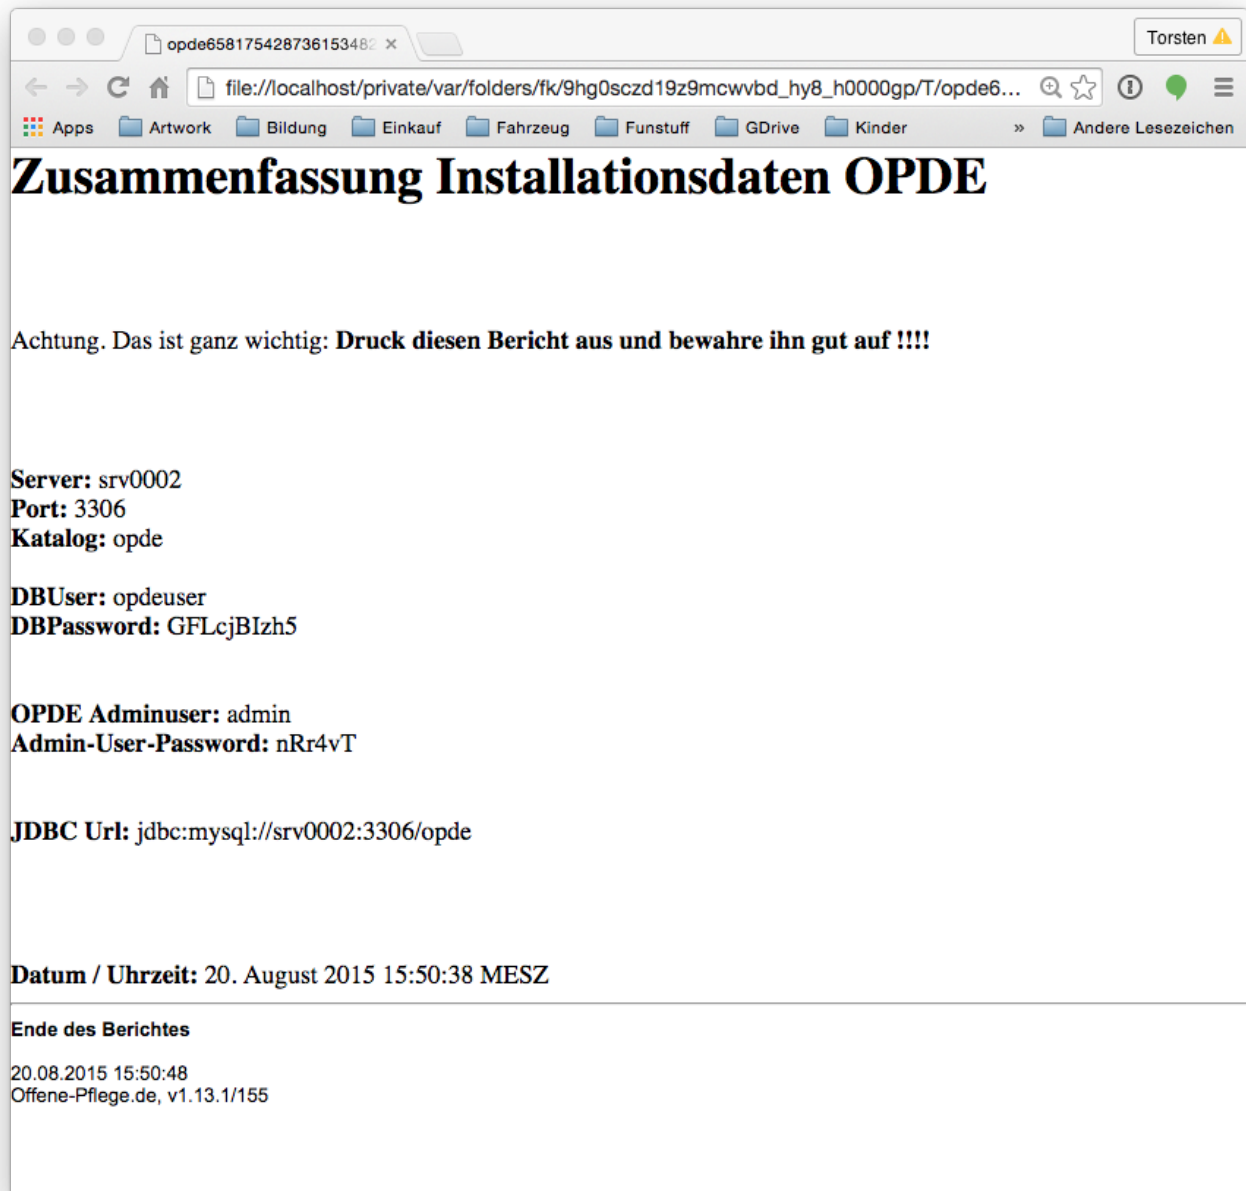 opde658175428736153482
Torsten
file://localhost/private/var/folders/fk/9hg0sczd19z9mcwvbd_hy8_h0000gp/T/opde6...
Apps Artwork Bildung Einkauf Fahrzeug Funstuff GDrive Kinder » Andere Lesezeichen
Zusammenfassung Installationsdaten OPDE
Achtung. Das ist ganz wichtig: Druck diesen Bericht aus und bewahre ihn gut auf !!!!
Server: srv0002
Port: 3306
Katalog: opde
DBUser: opdeuser
DBPassword: GFLcjBIzh5
OPDE Adminuser: admin
Admin-User-Password: nRr4vT
JDBC Url: jdbc:mysql://srv0002:3306/opde
Datum / Uhrzeit: 20. August 2015 15:50:38 MESZ
Ende des Berichtes
20.08.2015 15:50:48
Offene-Pflege.de, v1.13.1/155